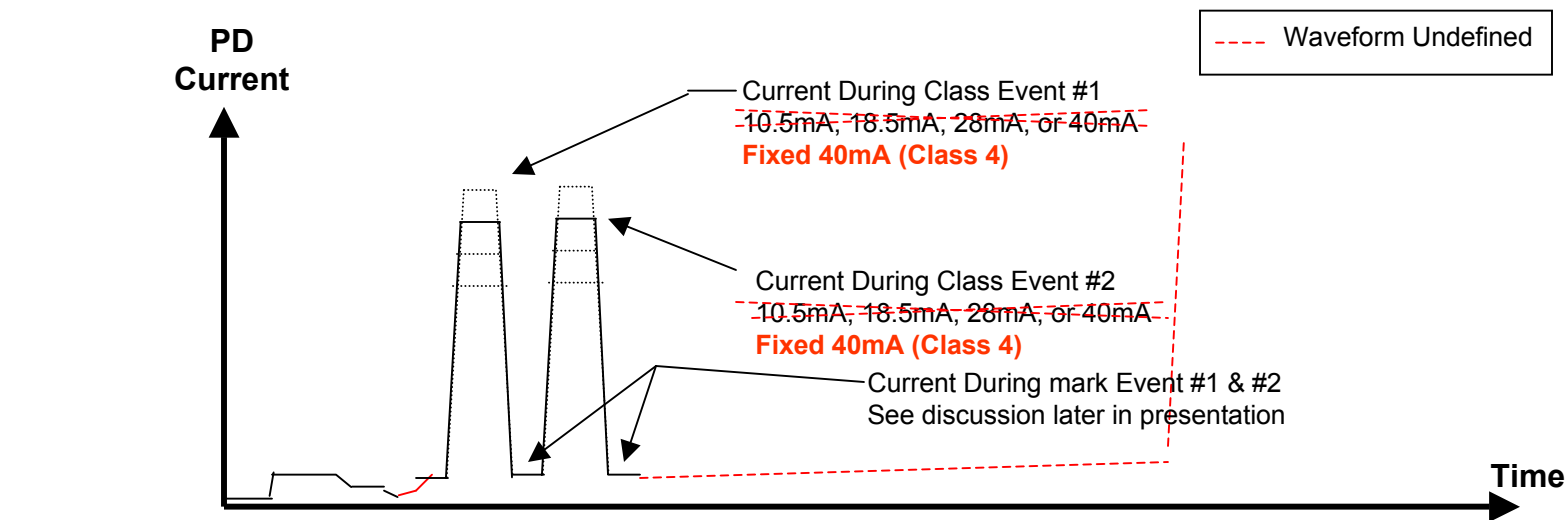 PD
Current
Waveform Undefined
Current During Class Event #1
10.5mA, 18.5mA, 28mA, or 40mA
Fixed 40mA (Class 4)
Current During Class Event #2
10.5mA, 18.5mA, 28mA, or 40mA
Fixed 40mA (Class 4)
Current During mark Event #1 & #2
See discussion later in presentation
Time